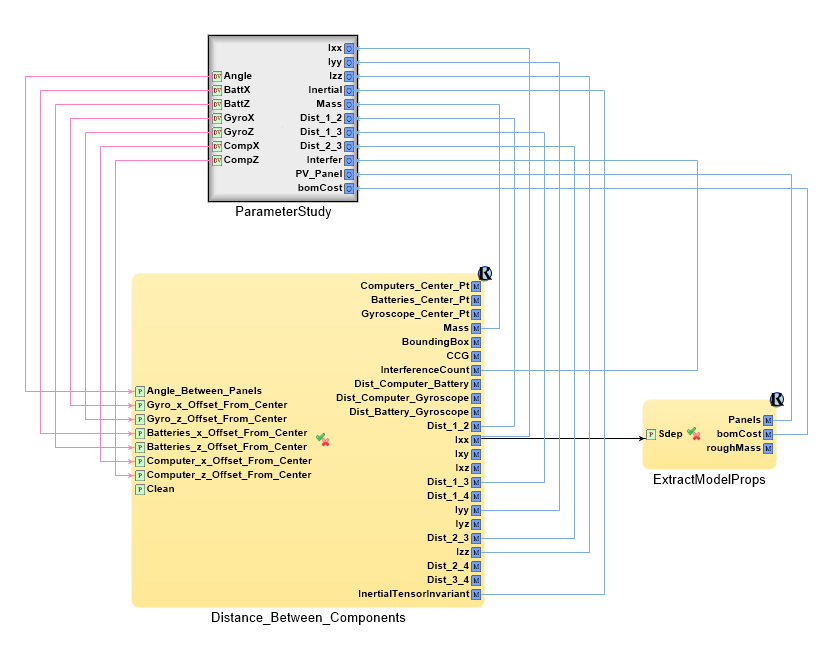 Ixx
Iyy
Angle
Izz
BattX
Inertial
BattZ
Mass
GyroX
Dist_1_2
GyroZ
Dist_1_3
CompX
Dist_2_3
CompZ
Interfer
PV_Panel
bomCost
ParameterStudy
Computers_Center_Pt
Batteries_Center_Pt
Gyroscope_Center_Pt
Mass
BoundingBox
CCG
InterferenceCount
Dist_Computer_Battery
Angle_Between_Panels
Dist_Computer_Gyroscope
Gyro_x_Offset_From_Center
Dist_Battery_Gyroscope
Gyro_z_Offset_From_Center
Dist_1_2
Batteries_x_Offset_From_Center
Ixx
Batteries_z_Offset_From_Center
Ixy
Computer_x_Offset_From_Center
Ixz
Computer_z_Offset_From_Center
Dist_1_3
Clean
Dist_1_4
Iyy
Iyz
Dist_2_3
Izz
Dist_2_4
Dist_3_4
InertialTensorInvariant
Distance_Between_Components
Panels
Sdep
bomCost
roughMass
ExtractModelProps